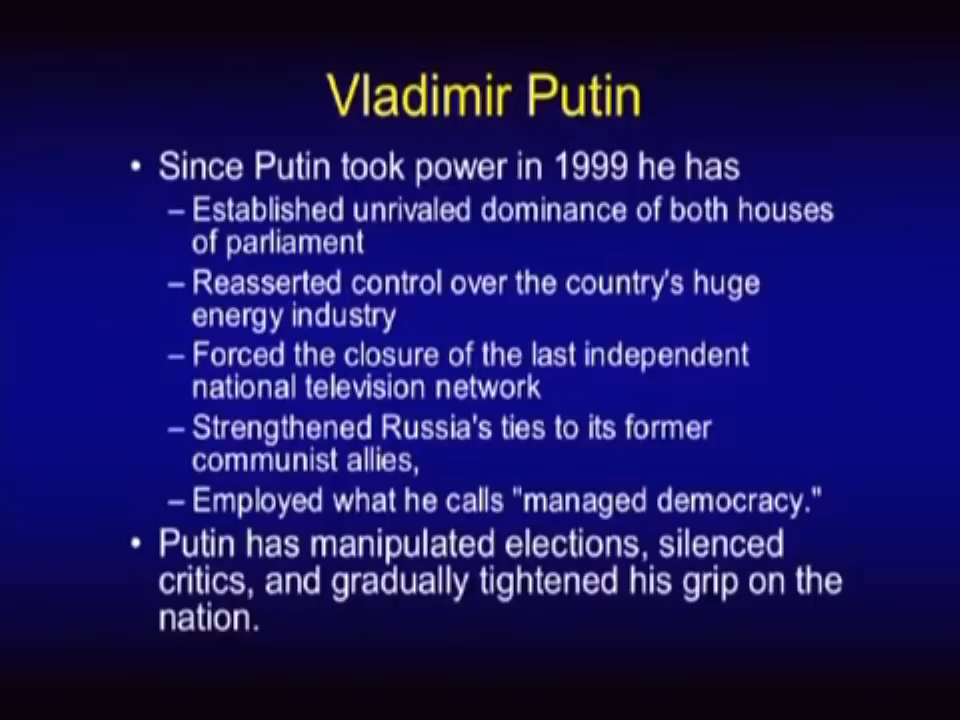 Vladimir Putin
• Since Putin took power in 1999 he has
– Established unrivaled dominance of both houses
of parliament
– Reasserted control over the country's huge
energy industry
– Forced the closure of the last independent
national television network
– Strengthened Russia's ties to its former
communist allies,
– Employed what he calls "managed democracy."
• Putin has manipulated elections, silenced
critics, and gradually tightened his grip on the
nation.